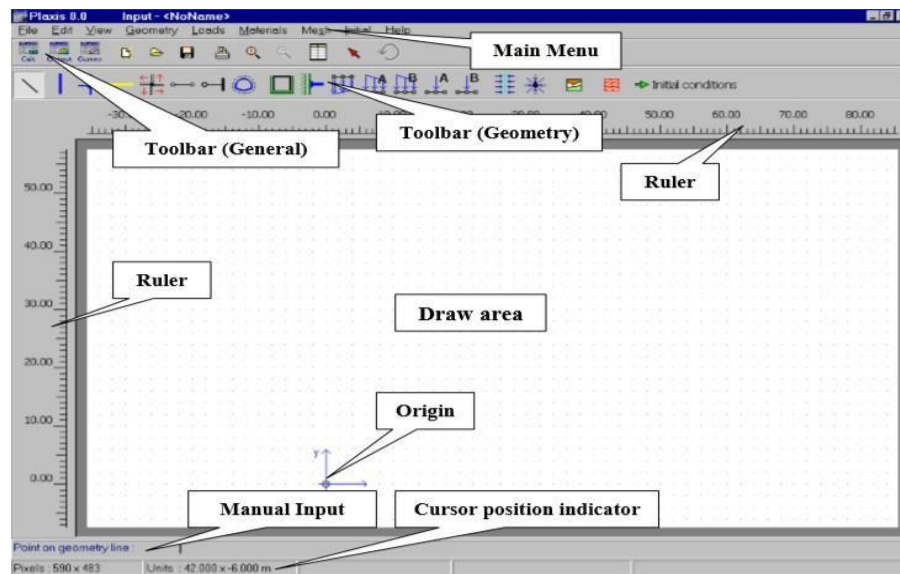 Plaxis 8.0 Input - <NoName>
File Edit View Geometry Loads Materials Mesh Initial Help
Main Menu
Calc Output Curves
A B A B Initial conditions
-10.00 0.00 50.00 60.00 70.00 80.00
Toolbar (General)
Toolbar (Geometry)
Ruler
50.00
40.00
Ruler
30.00
Draw area
20.00
10.00
Origin
y
0.00
Manual Input
Cursor position indicator
Point on geometry line :
Pixels : 590 x 483 Units : 42.000 x -6.000 m